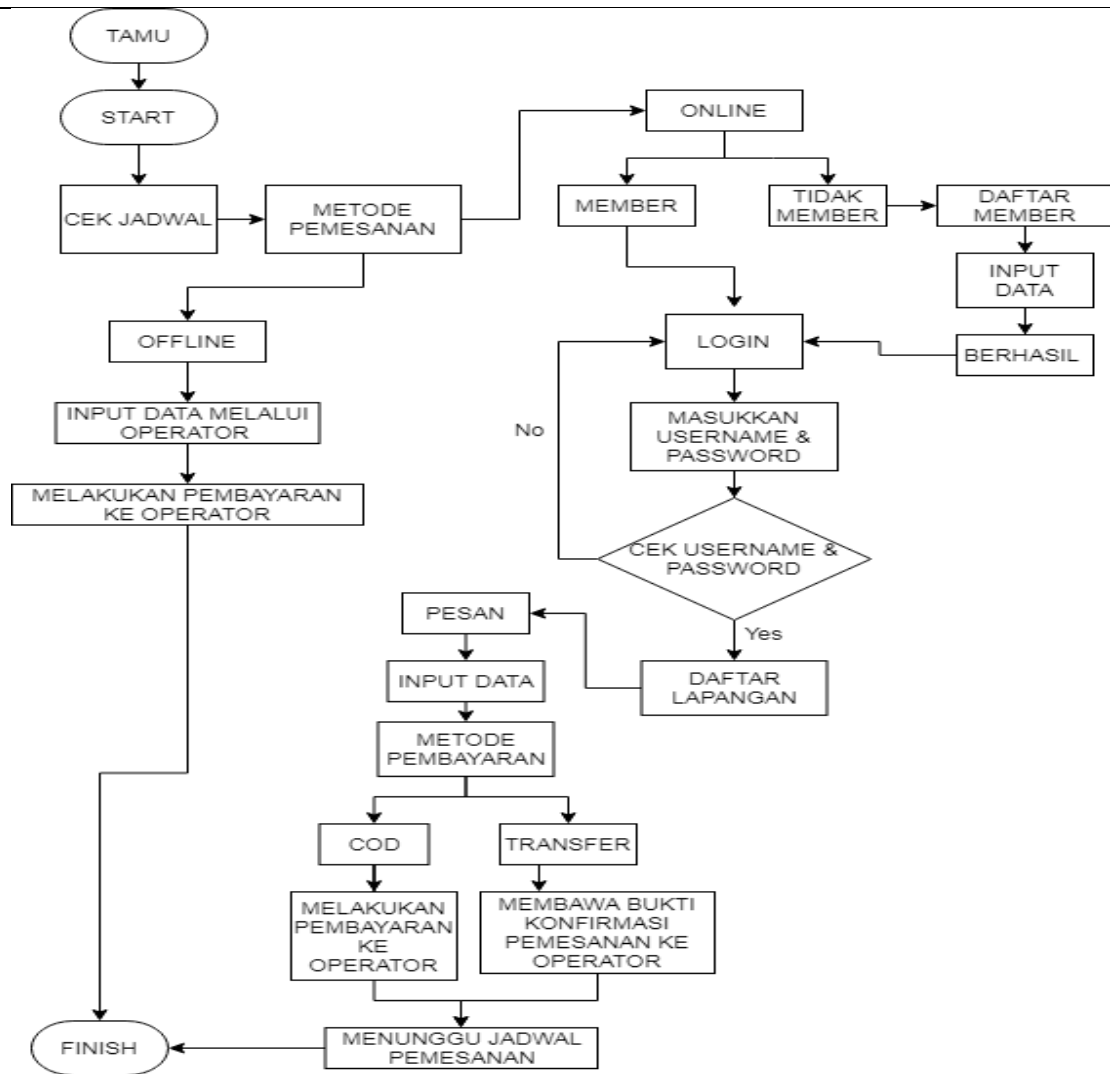 TAMU
START
CEK JADWAL
METODE
PEMESANAN
ONLINE
MEMBER
TIDAK
MEMBER
DAFTAR
MEMBER
INPUT
DATA
BERHASIL
OFFLINE
INPUT DATA MELALUI
OPERATOR
MELAKUKAN PEMBAYARAN
KE OPERATOR
LOGIN
MASUKKAN
USERNAME &
PASSWORD
No
CEK USERNAME &
PASSWORD
Yes
DAFTAR
LAPANGAN
PESAN
INPUT DATA
METODE
PEMBAYARAN
COD
TRANSFER
MELAKUKAN
PEMBAYARAN
KE
OPERATOR
MEMBAWA BUKTI
KONFIRMASI
PEMESANAN KE
OPERATOR
MENUNGGU JADWAL
PEMESANAN
FINISH